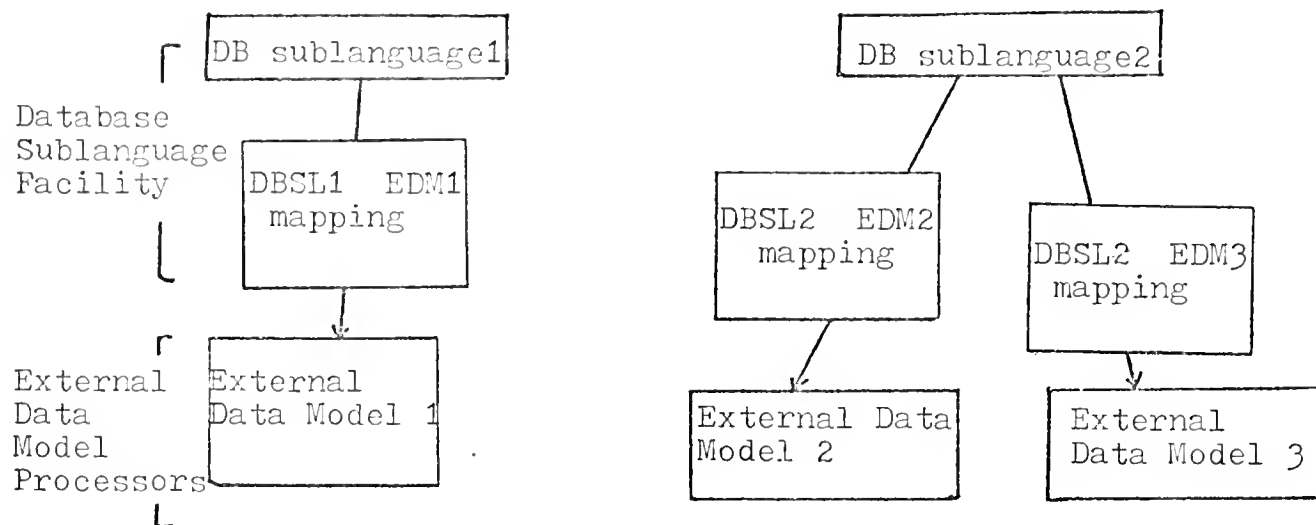 DB sublanguage1
DB sublanguage2
Database
Sublanguage
Facility
DBSL1 EDM1
mapping
DBSL2 EDM2
mapping
DBSL2 EDM3
mapping
External
Data
Model
Processors
External
Data Model 1
External Data
Model 2
External
Data Model 3